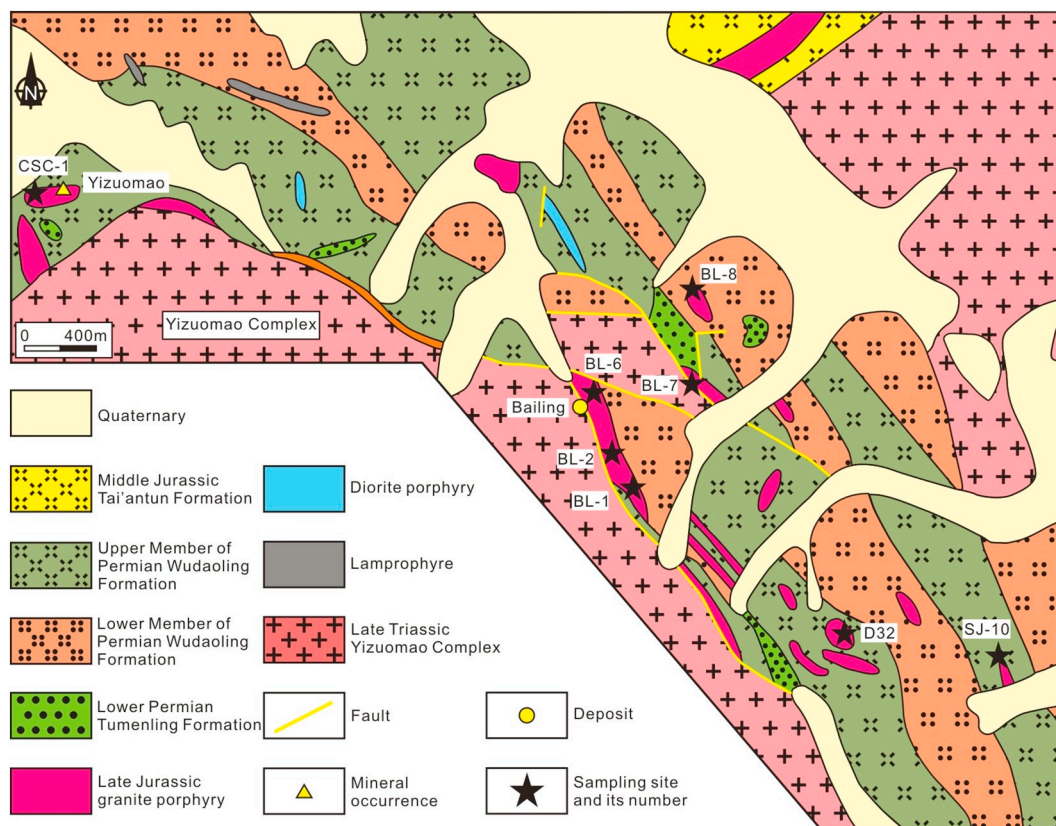 N
CSC-1
Yizuomao
BL-8
Yizuomao Complex
0 400m
BL-6
BL-7
Bailing
BL-2
BL-1
D32
SJ-10
Quaternary
Middle Jurassic
Tai'antun Formation
Diorite porphyry
Upper Member of
Permian Wudaoling
Formation
Lamprophyre
Lower Member of
Permian Wudaoling
Formation
Late Triassic
Yizuomao Complex
Lower Permian
Tumenling Formation
Fault
Deposit
Late Jurassic
granite porphyry
Mineral
occurrence
Sampling site
and its number